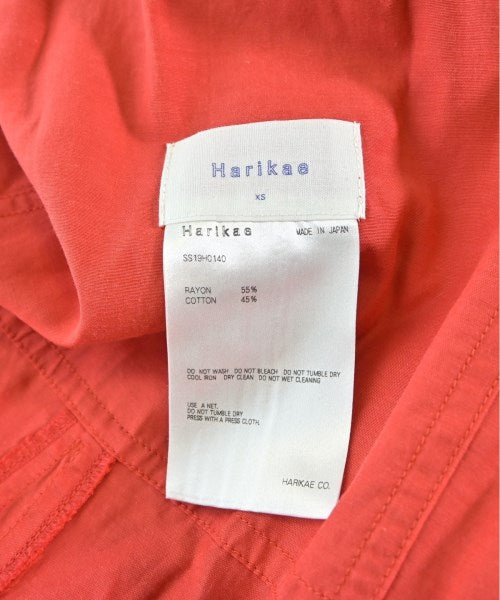 Harikae
XS
Harikae MADE IN JAPAN
SS19HC140
RAYON 55%
COTTON 45%
DO NOT WASH DO NOT BLEACH DO NOT TUMBLE DRY
COOL IRON DRY CLEAN DO NOT WET CLEANING
USE A NET.
DO NOT TUMBLE DRY
PRESS WITH A PRESS CLOTH.
HARIKAE CO.